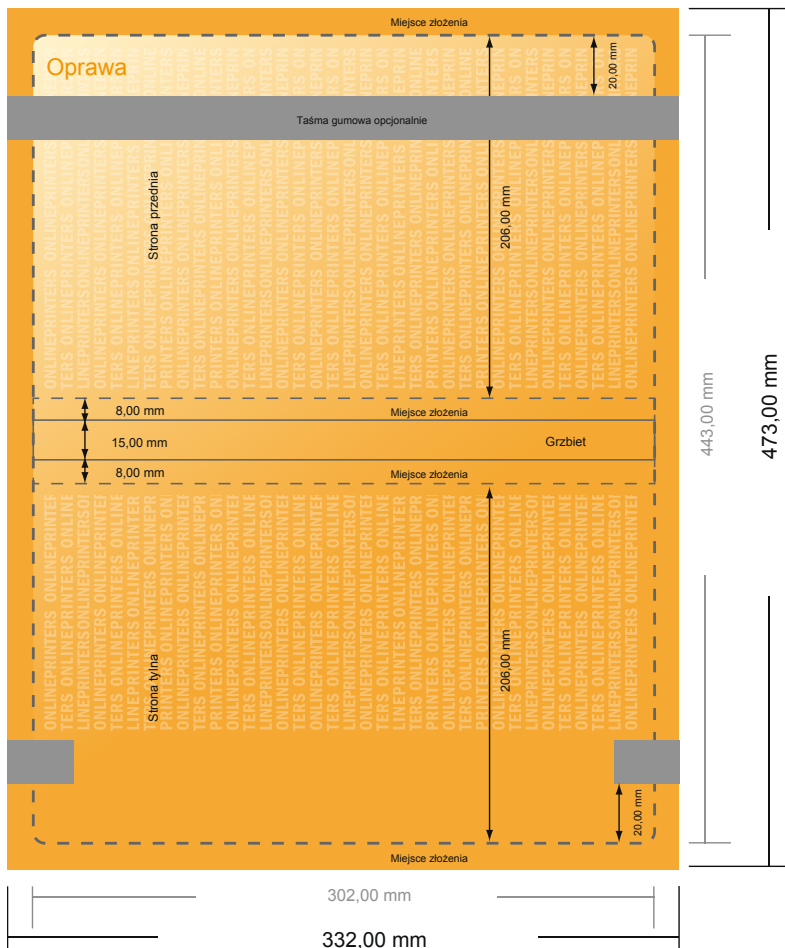 Miejsce złożenia
Oprawa
20,00 mm
Taśma gumowa opcjonalnie
Strona przednia
206,00 mm
8,00 mm
Miejsce złożenia
15,00 mm
Grzbiet
8,00 mm
Miejsce złożenia
443,00 mm
473,00 mm
Strona tylna
206,00 mm
20,00 mm
Miejsce złożenia
302,00 mm
332,00 mm